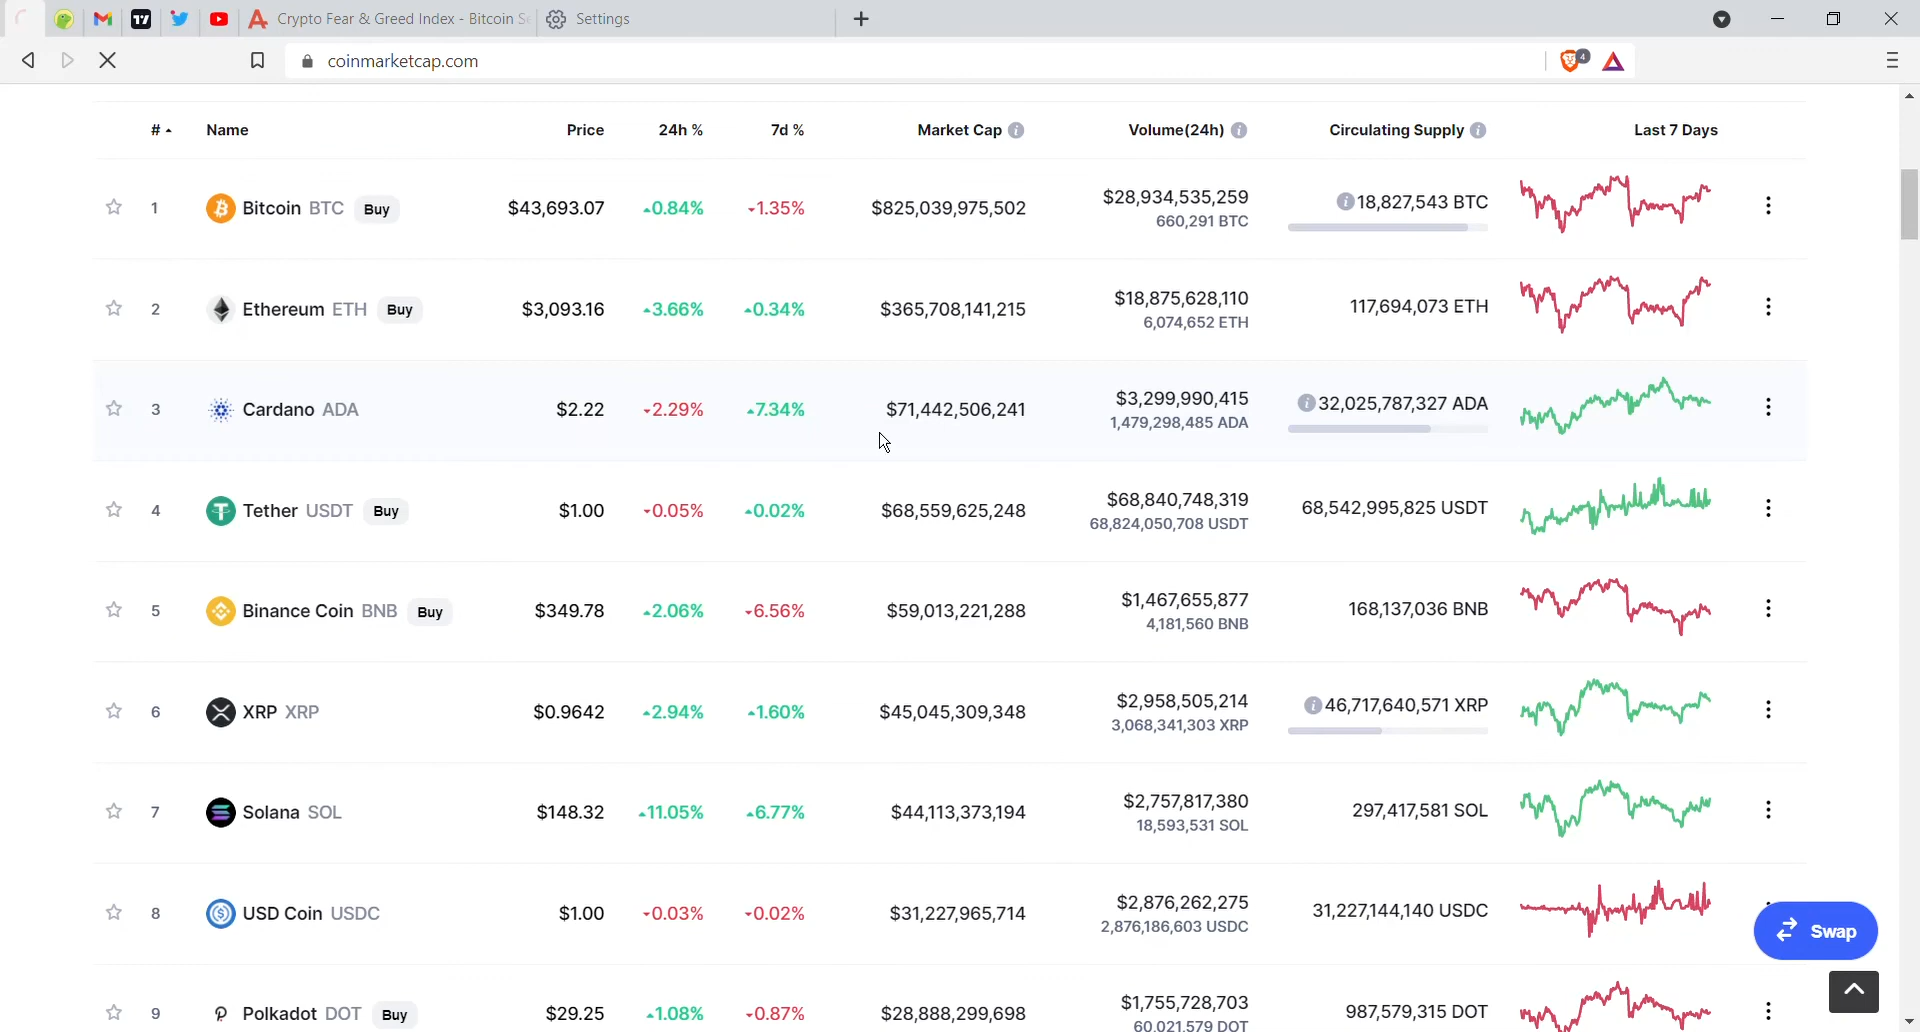 Crypto Fear & Greed Index - Bitcoin Se
Settings
coinmarketcap.com
4
# Name Price 24h % 7d % Market Cap Volume(24h) Circulating Supply Last 7 Days
1 Bitcoin BTC Buy $43,693.07 0.84% 1.35% $825,039,975,502 $28,934,535,259 18,827,543 BTC
660,291 BTC
2 Ethereum ETH Buy $3,093.16 3.66% 0.34% $365,708,141,215 $18,875,628,110 117,694,073 ETH
6,074,652 ETH
3 Cardano ADA $2.22 2.29% 7.34% $71,442,506,241 $3,299,990,415 32,025,787,327 ADA
1,479,298,485 ADA
4 Tether USDT Buy $1.00 0.05% 0.02% $68,559,625,248 $68,840,748,319 68,542,995,825 USDT
68,824,050,708 USDT
5 Binance Coin BNB Buy $349.78 2.06% 6.56% $59,013,221,288 $1,467,655,877 168,137,036 BNB
4,181,560 BNB
6 XRP XRP $0.9642 2.94% 1.60% $45,045,309,348 $2,958,505,214 46,717,640,571 XRP
3,068,341,303 XRP
7 Solana SOL $148.32 11.05% 6.77% $44,113,373,194 $2,757,817,380 297,417,581 SOL
18,593,531 SOL
8 USD Coin USDC $1.00 0.03% 0.02% $31,227,965,714 $2,876,262,275 31,227,144,140 USDC
2,876,186,603 USDC
Swap
9 Polkadot DOT Buy $29.25 1.08% 0.87% $28,888,299,698 $1,755,728,703 987,579,315 DOT
60,021,579 DOT